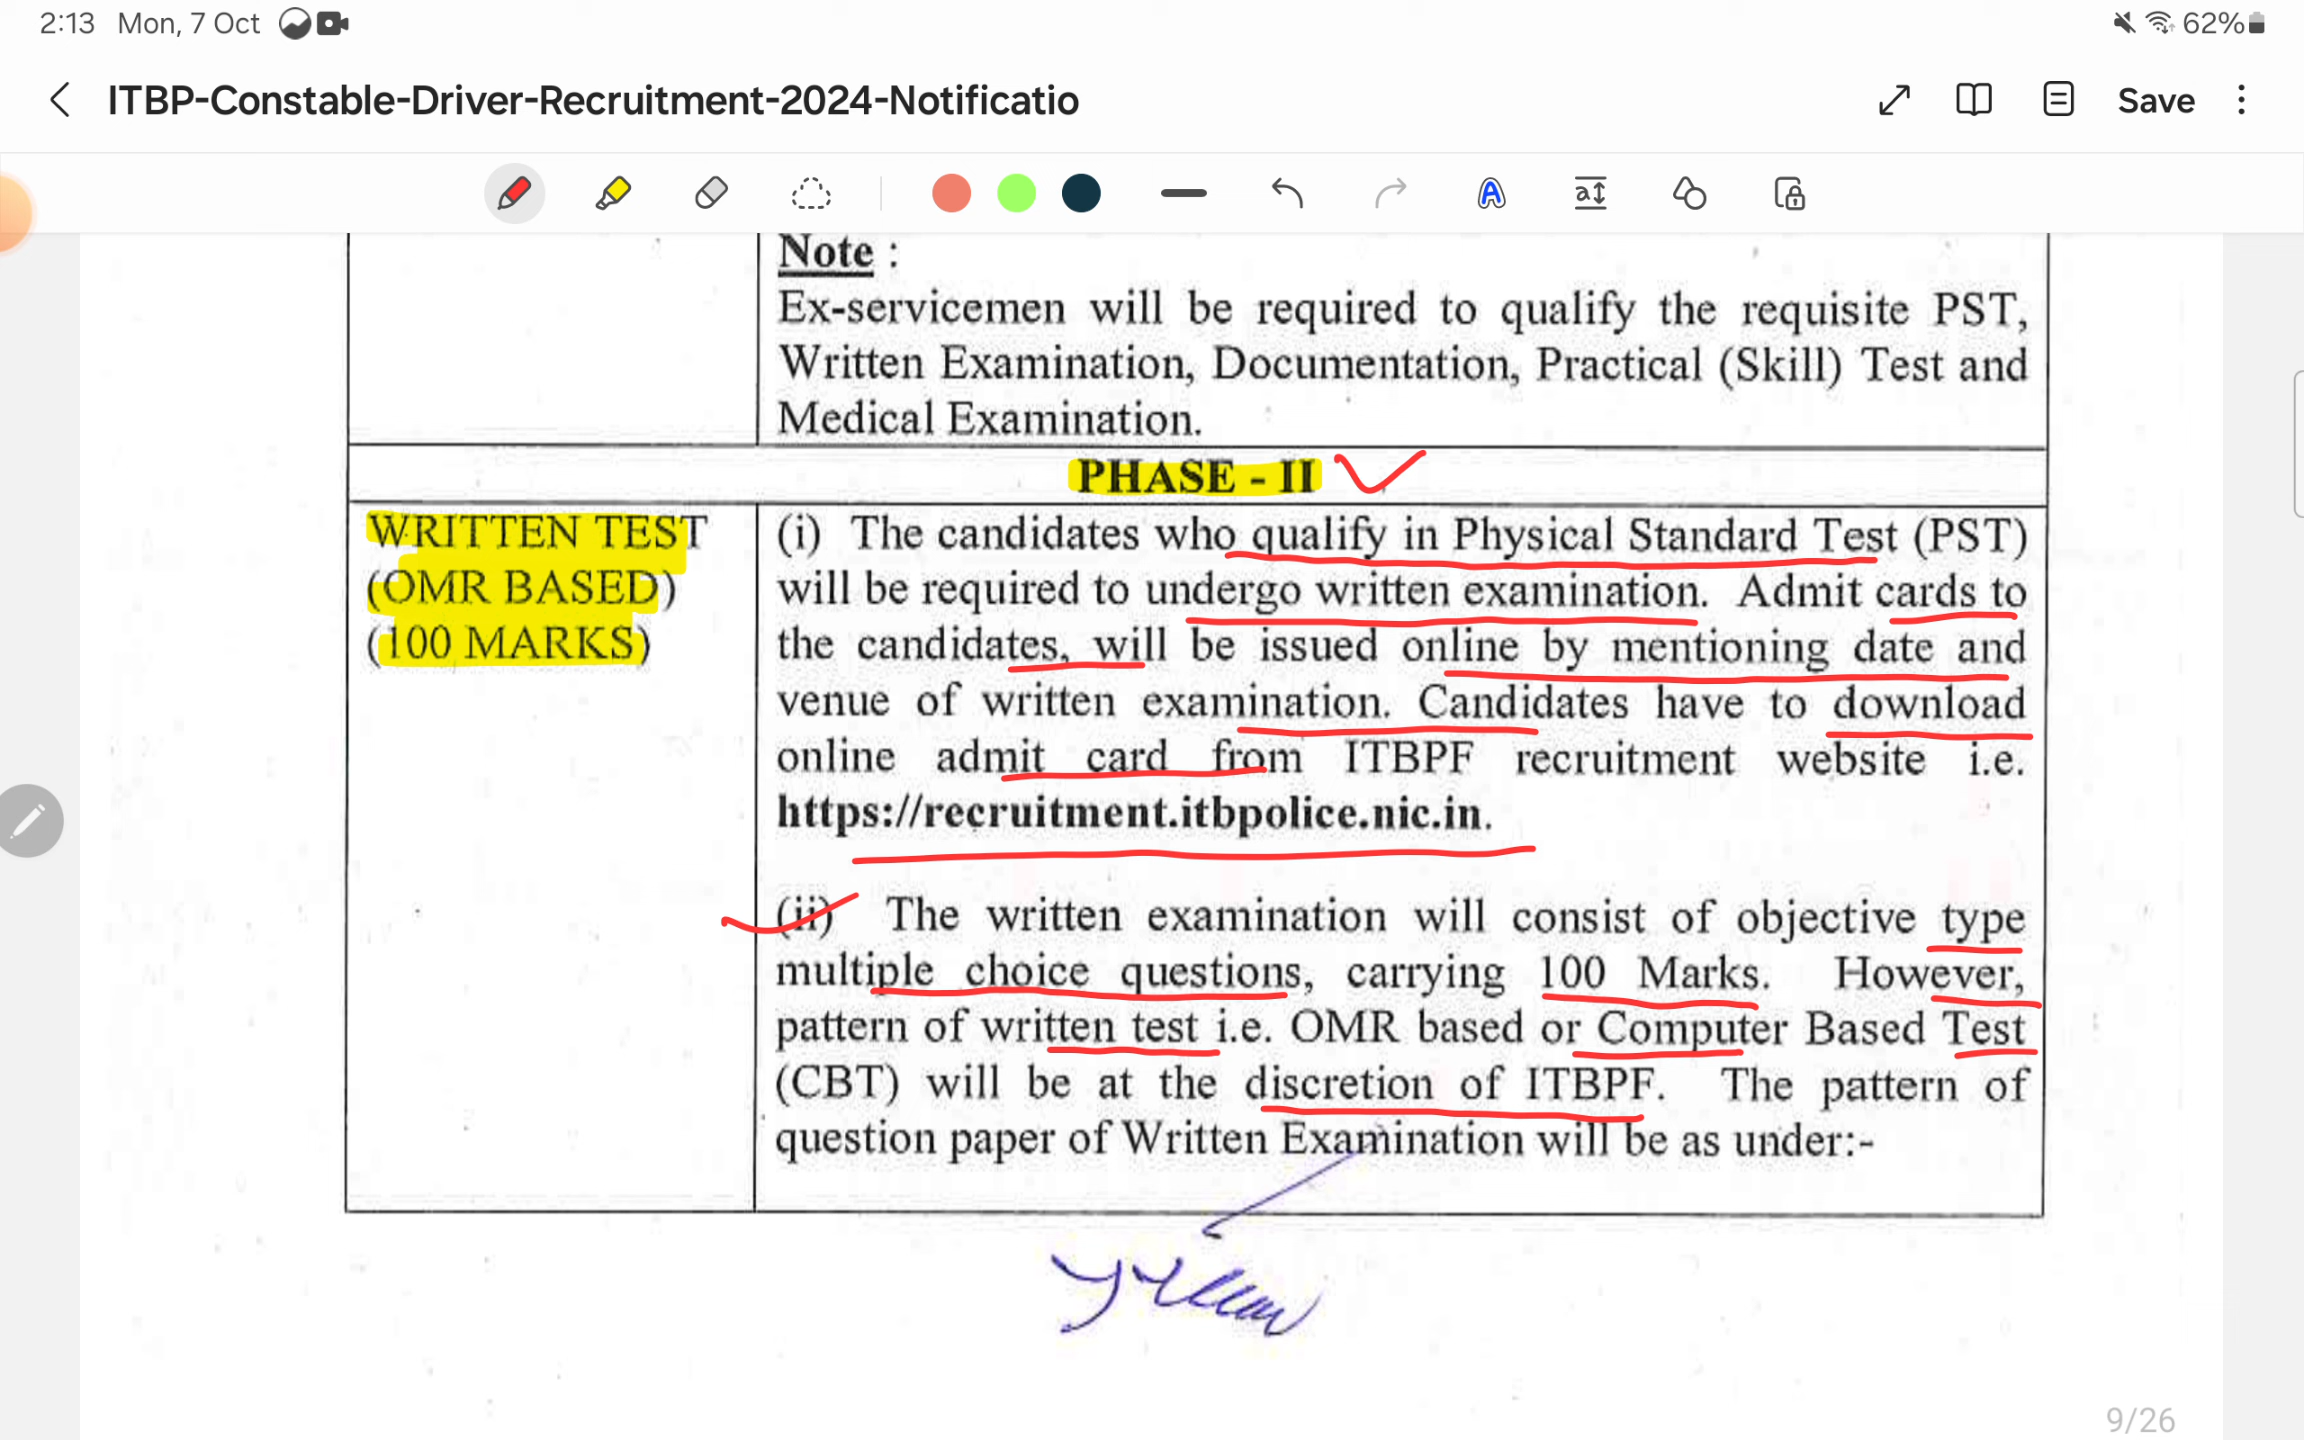 2:13 Mon, 7 Oct
62%
ITBP-Constable-Driver-Recruitment-2024-Notificatio
Save
Note :
Ex-servicemen will be required to qualify the requisite PST,
Written Examination, Documentation, Practical (Skill) Test and
Medical Examination.
PHASE - II
WRITTEN TEST
(OMR BASED)
(100 MARKS)
(i) The candidates who qualify in Physical Standard Test (PST)
will be required to undergo written examination. Admit cards to
the candidates, will be issued online by mentioning date and
venue of written examination. Candidates have to download
online admit card from ITBPF recruitment website i.e.
https://recruitment.itbpolice.nic.in.
(ii) The written examination will consist of objective type
multiple choice questions, carrying 100 Marks. However,
pattern of written test i.e. OMR based or Computer Based Test
(CBT) will be at the discretion of ITBPF. The pattern of
question paper of Written Examination will be as under:-
9/26